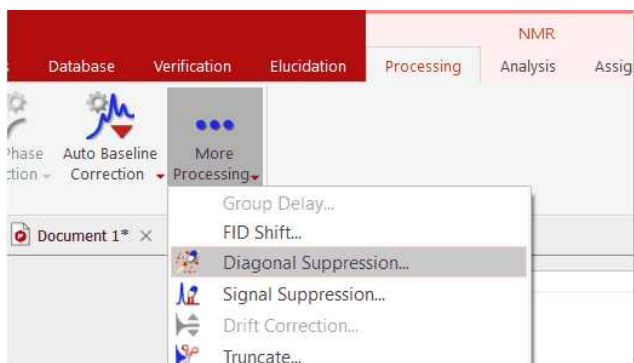 NMR
Database Verification Elucidation Processing Analysis
Auto Baseline Correction
More Processing
Document 1*
Group Delay...
FID Shift...
Diagonal Suppression...
Signal Suppression...
Drift Correction...
Truncate...